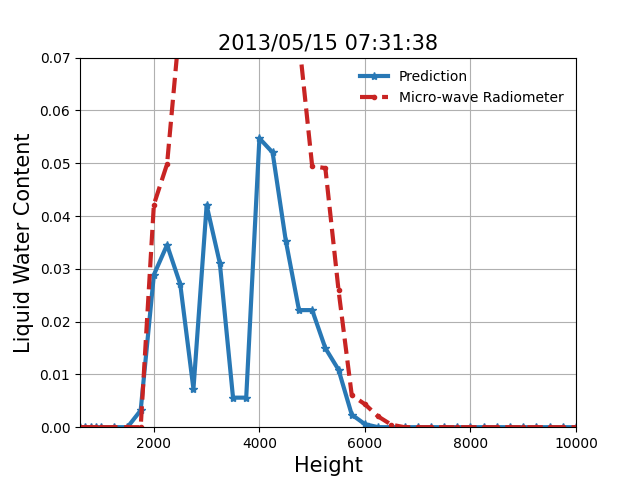 2013/05/15 07:31:38
0.07
0.06
0.05
0.04
0.03
0.02
0.01
0.00
Liquid Water Content
Prediction
Micro-wave Radiometer
2000 4000 6000 8000 10000
Height